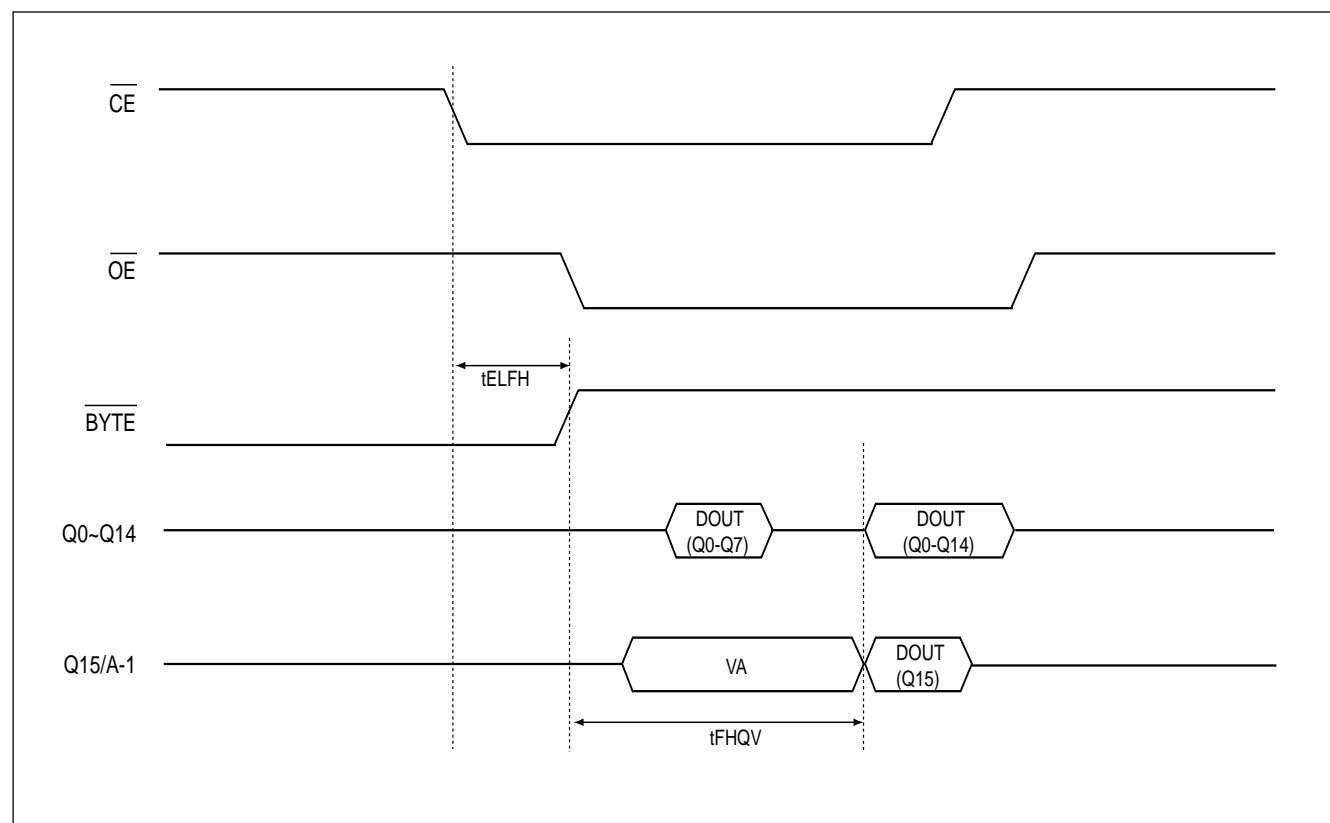 CE
OE
tELFH
BYTE
Q0~Q14
DOUT
(Q0-Q7)
DOUT
(Q0-Q14)
Q15/A-1
VA
DOUT
(Q15)
tFHQV